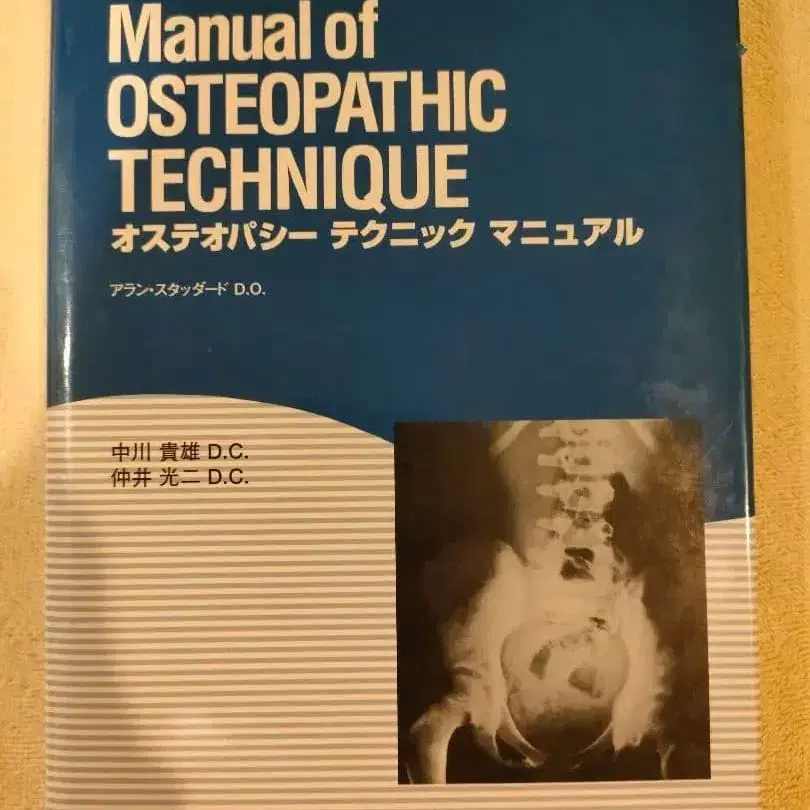 Manual of
OSTEOPATHIC
TECHNIQUE
オステオパシー テクニック マニュアル
アラン・スタッダード D.O.
中川 貴雄 D.C.
仲井 光二 D.C.